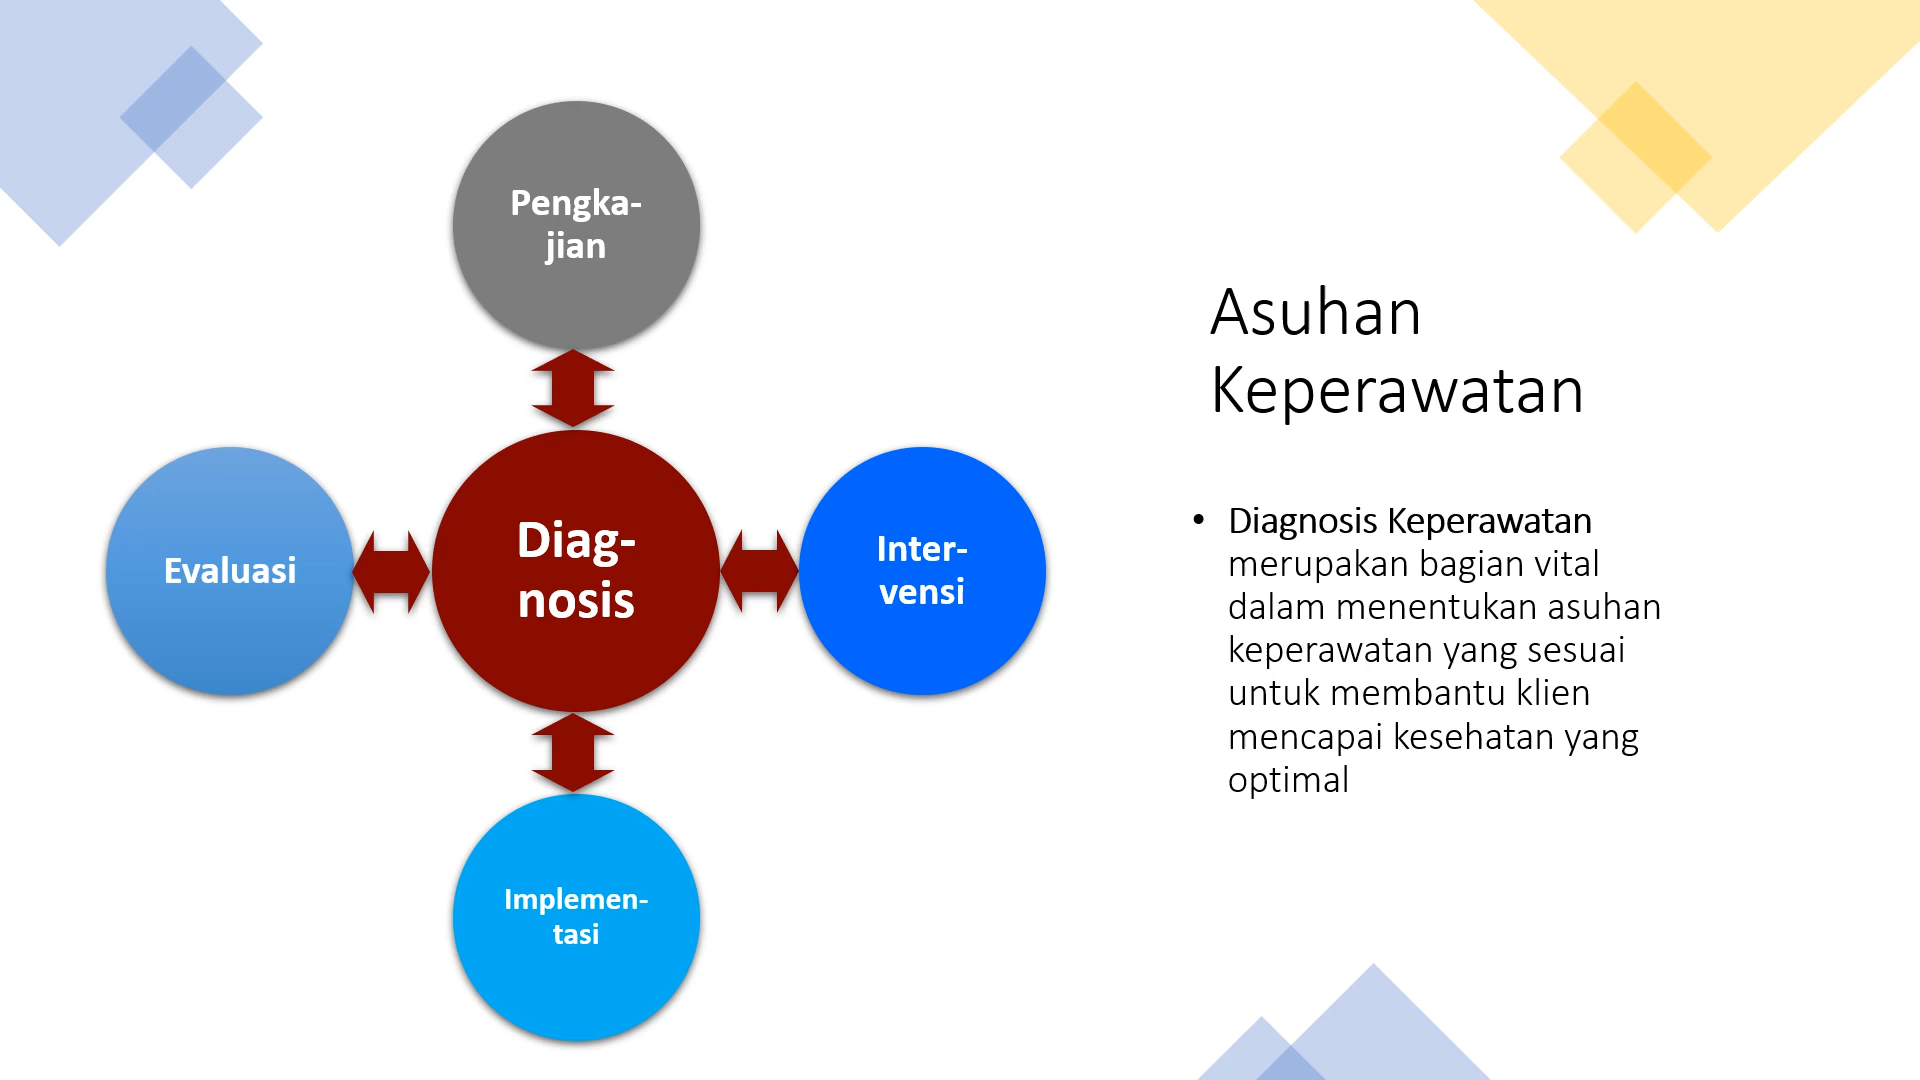 Pengka-
jian
Evaluasi
Diag-
nosis
Inter-
vensi
Implemen-
tasi
Asuhan
Keperawatan
• Diagnosis Keperawatan
merupakan bagian vital
dalam menentukan asuhan
keperawatan yang sesuai
untuk membantu klien
mencapai kesehatan yang
optimal